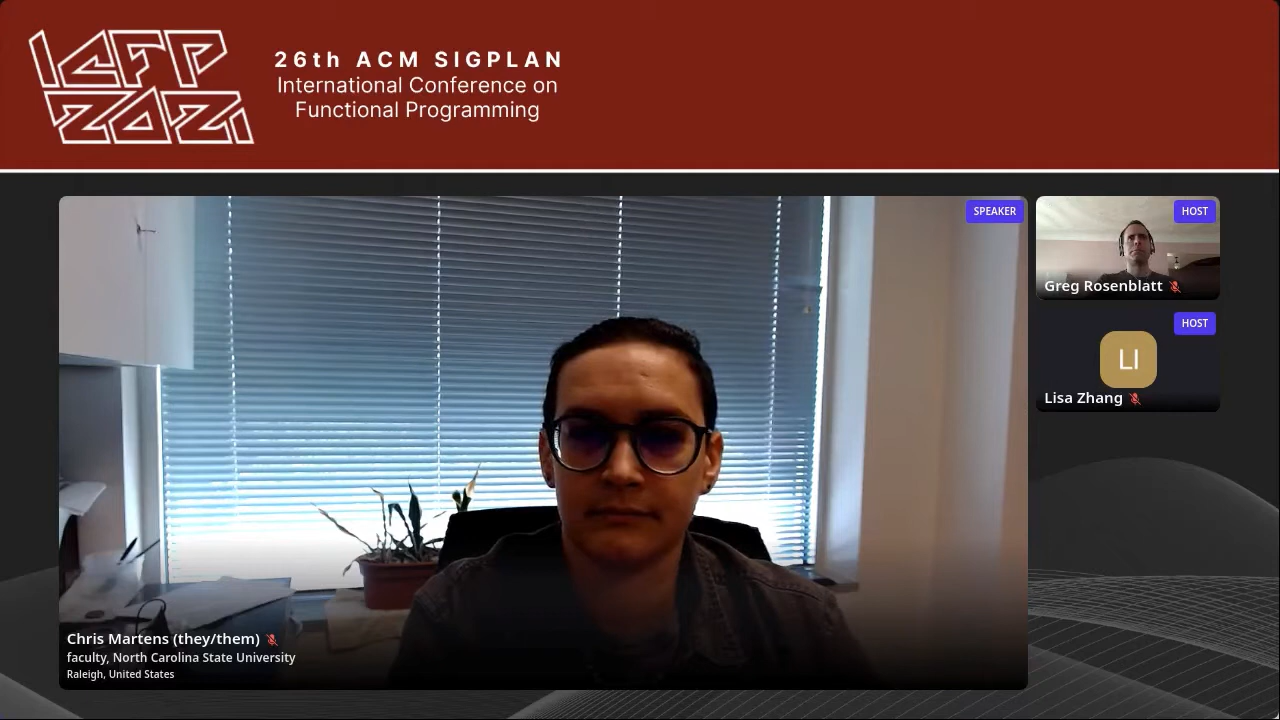 ICFP
2021
26th ACM SIGPLAN
International Conference on
Functional Programming
SPEAKER
Chris Martens (they/them)
faculty, North Carolina State University
Raleigh, United States
HOST
Greg Rosenblatt
HOST
LI
Lisa Zhang